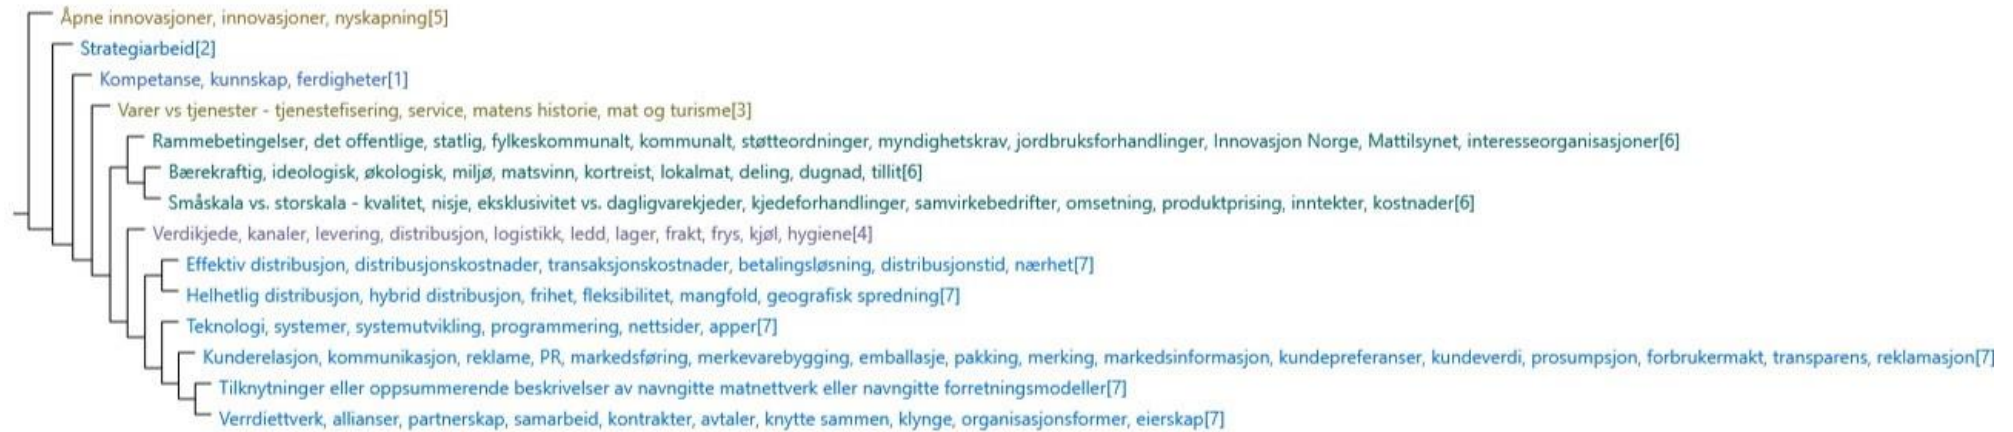 Åpne innovasjoner, innovasjoner, nyskapning[5]
Strategiarbeid[2]
Kompetanse, kunnskap, ferdigheter[1]
Varer vs tjenester - tjenestefisering, service, matens historie, mat og turisme[3]
Rammebetingelser, det offentlige, statlig, fylkeskommunalt, kommunalt, støtteordninger, myndighetskrav, jordbruksforhandlinger, Innovasjon Norge, Mattilsynet, interesseorganisasjoner[6]
Bærekraftig, ideologisk, økologisk, miljø, matsvinn, kortreist, lokalmat, deling, dugnad, tillit[6]
Småskala vs. storskala - kvalitet, nisje, eksklusivitet vs. dagligvarekjeder, kjedeforhandlinger, samvirkebedrifter, omsetning, produktprising, inntekter, kostnader[6]
Verdikjede, kanaler, levering, distribusjon, logistikk, ledd, lager, frakt, frys, kjøl, hygiene[4]
Effektiv distribusjon, distribusjonskostnader, transaksjonskostnader, betalingsløsning, distribusjonstid, nærhet[7]
Helhetlig distribusjon, hybrid distribusjon, frihet, fleksibilitet, mangfold, geografisk spredning[7]
Teknologi, systemer, systemutvikling, programmering, nettsider, apper[7]
Kunderelasjon, kommunikasjon, reklame, PR, markedsføring, merkevarebygging, emballasje, pakking, merking, markedsinformasjon, kundepreferanser, kundeverdi, prosumpsjon, forbrukermakt, transparens, reklamasjon[7]
Tilknytninger eller oppsummerende beskrivelser av navngitte matnettverk eller navngitte forretningsmodeller[7]
Verrdiettverk, allianser, partnerskap, samarbeid, kontrakter, avtaler, knytte sammen, klynge, organisasjonsformer, eierskap[7]